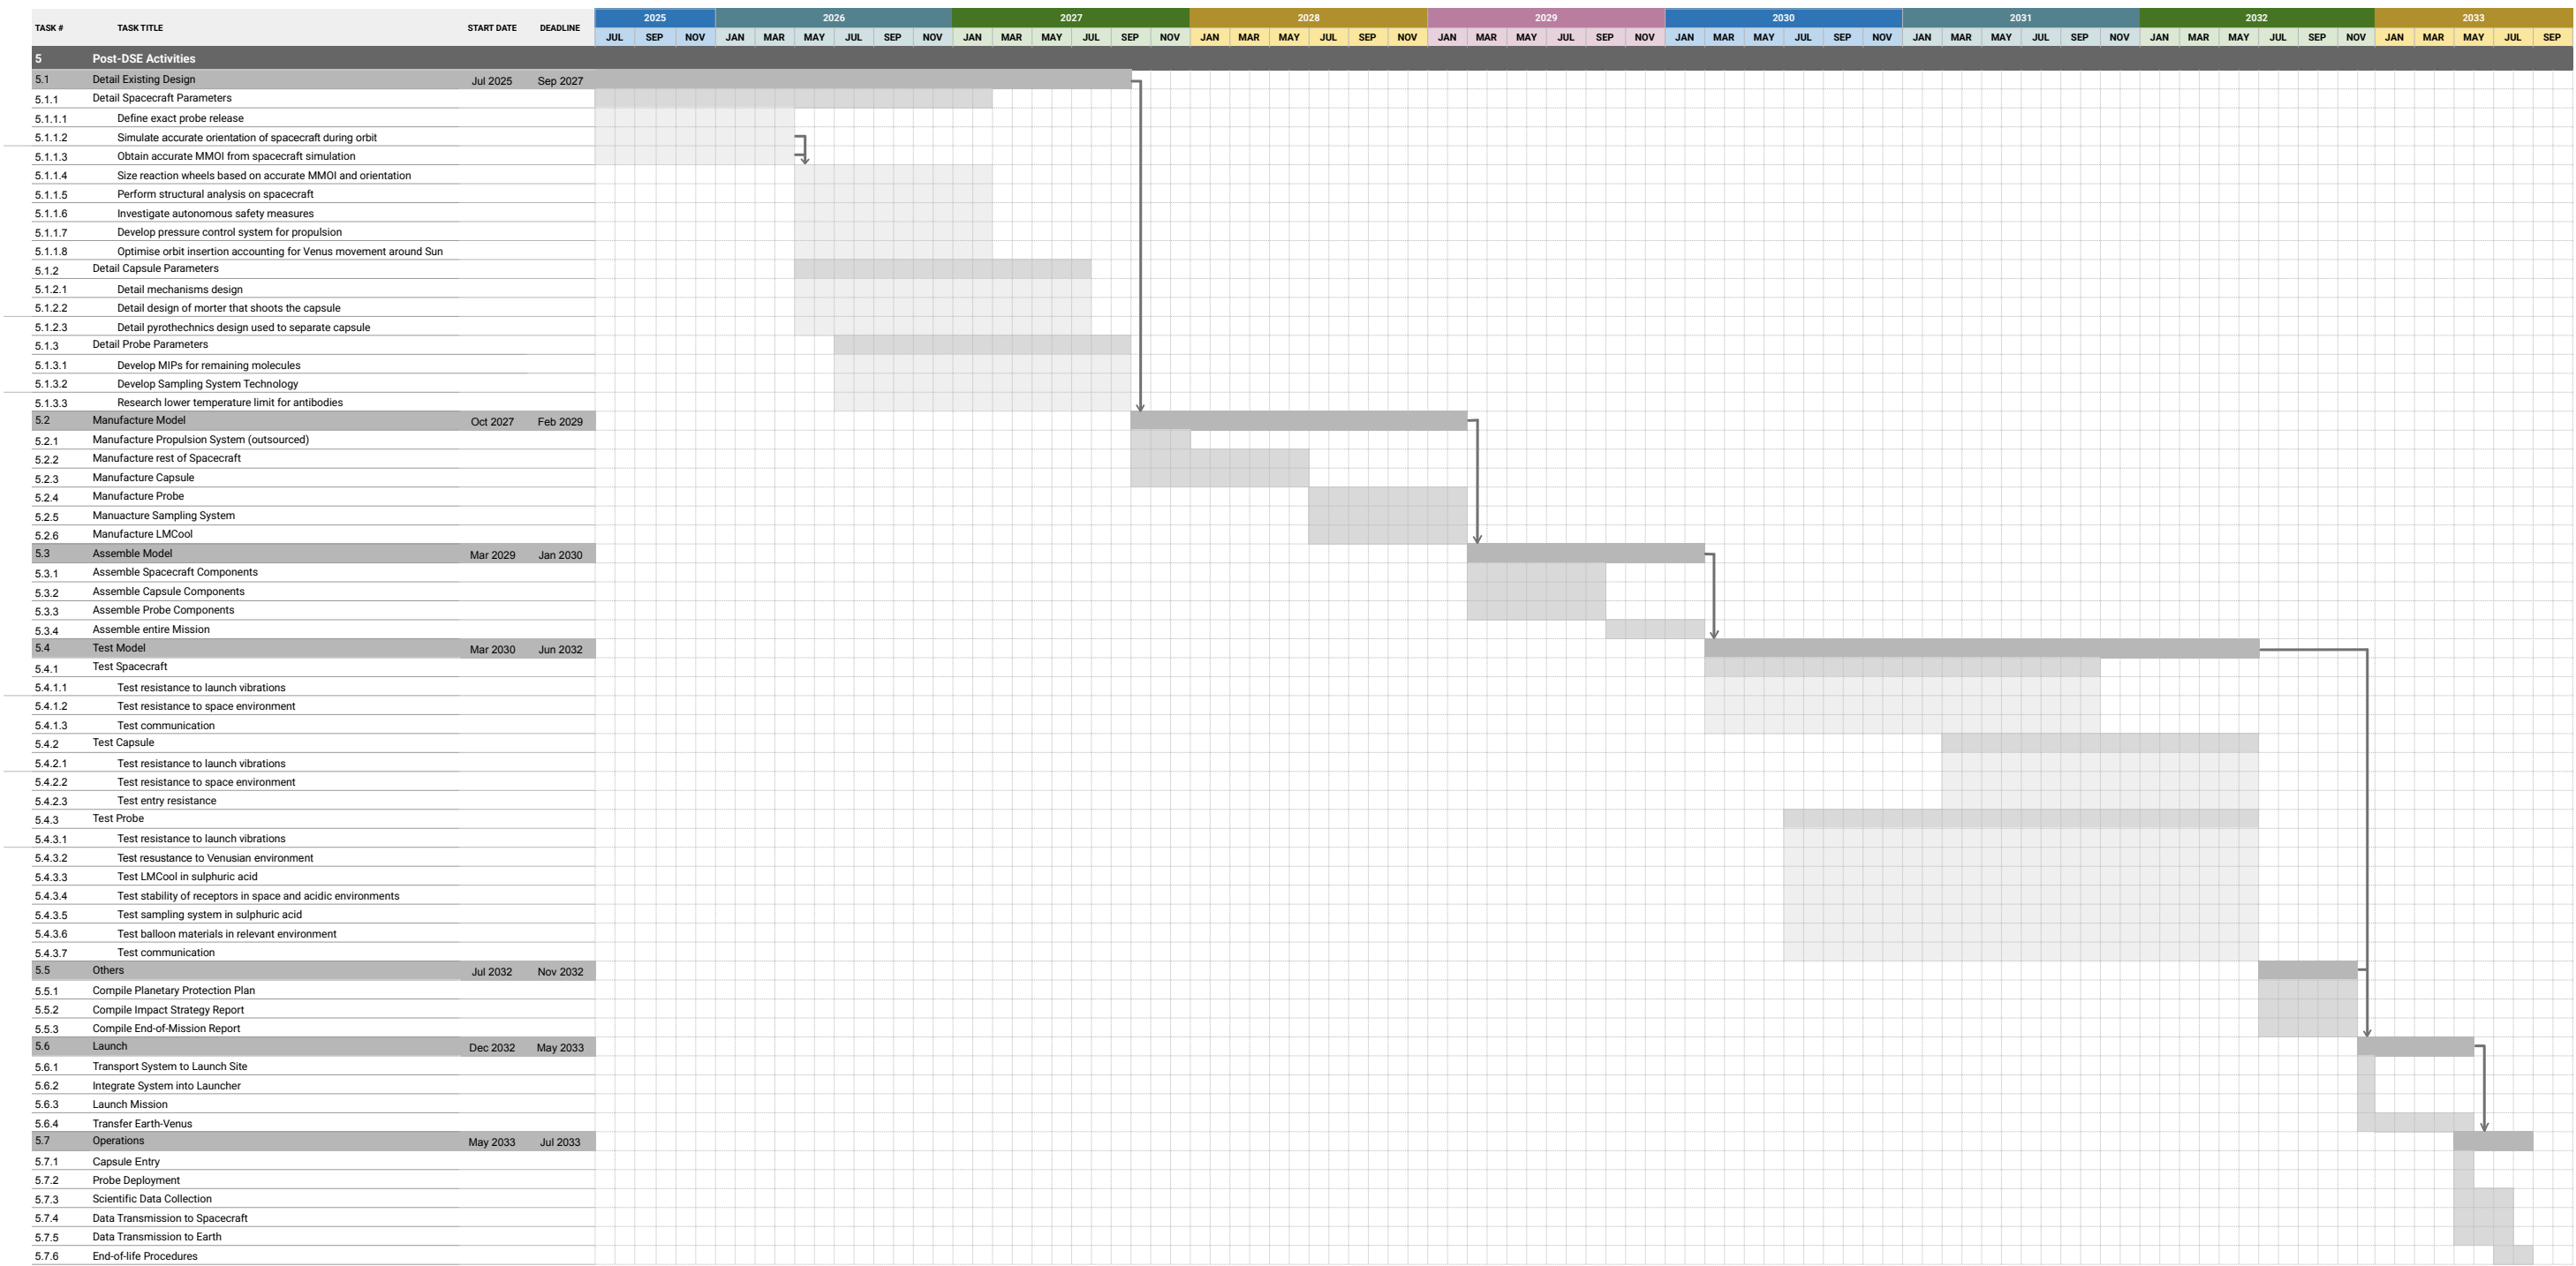 TASK # TASK TITLE START DATE DEADLINE 2025 2026 2027 2028 2029 2030 2031 2032 2033
JUL SEP NOV JAN MAR MAY JUL SEP NOV JAN MAR MAY JUL SEP NOV JAN MAR MAY JUL SEP NOV JAN MAR MAY JUL SEP NOV JAN MAR MAY JUL SEP NOV JAN MAR MAY JUL SEP NOV JAN MAR MAY JUL SEP NOV JAN MAR MAY JUL SEP
5 Post-DSE Activities
5.1 Detail Existing Design Jul 2025 Sep 2027
5.1.1 Detail Spacecraft Parameters
5.1.1.1 Define exact probe release
5.1.1.2 Simulate accurate orientation of spacecraft during orbit
5.1.1.3 Obtain accurate MMOI from spacecraft simulation
5.1.1.4 Size reaction wheels based on accurate MMOI and orientation
5.1.1.5 Perform structural analysis on spacecraft
5.1.1.6 Investigate autonomous safety measures
5.1.1.7 Develop pressure control system for propulsion
5.1.1.8 Optimise orbit insertion accounting for Venus movement around Sun
5.1.2 Detail Capsule Parameters
5.1.2.1 Detail mechanisms design
5.1.2.2 Detail design of morter that shoots the capsule
5.1.2.3 Detail pyrothechnics design used to separate capsule
5.1.3 Detail Probe Parameters
5.1.3.1 Develop MIPs for remaining molecules
5.1.3.2 Develop Sampling System Technology
5.1.3.3 Research lower temperature limit for antibodies
5.2 Manufacture Model Oct 2027 Feb 2029
5.2.1 Manufacture Propulsion System (outsourced)
5.2.2 Manufacture rest of Spacecraft
5.2.3 Manufacture Capsule
5.2.4 Manufacture Probe
5.2.5 Manuacture Sampling System
5.2.6 Manufacture LMCool
5.3 Assemble Model Mar 2029 Jan 2030
5.3.1 Assemble Spacecraft Components
5.3.2 Assemble Capsule Components
5.3.3 Assemble Probe Components
5.3.4 Assemble entire Mission
5.4 Test Model Mar 2030 Jun 2032
5.4.1 Test Spacecraft
5.4.1.1 Test resistance to launch vibrations
5.4.1.2 Test resistance to space environment
5.4.1.3 Test communication
5.4.2 Test Capsule
5.4.2.1 Test resistance to launch vibrations
5.4.2.2 Test resistance to space environment
5.4.2.3 Test entry resistance
5.4.3 Test Probe
5.4.3.1 Test resistance to launch vibrations
5.4.3.2 Test resustance to Venusian environment
5.4.3.3 Test LMCool in sulphuric acid
5.4.3.4 Test stability of receptors in space and acidic environments
5.4.3.5 Test sampling system in sulphuric acid
5.4.3.6 Test balloon materials in relevant environment
5.4.3.7 Test communication
5.5 Others Jul 2032 Nov 2032
5.5.1 Compile Planetary Protection Plan
5.5.2 Compile Impact Strategy Report
5.5.3 Compile End-of-Mission Report
5.6 Launch Dec 2032 May 2033
5.6.1 Transport System to Launch Site
5.6.2 Integrate System into Launcher
5.6.3 Launch Mission
5.6.4 Transfer Earth-Venus
5.7 Operations May 2033 Jul 2033
5.7.1 Capsule Entry
5.7.2 Probe Deployment
5.7.3 Scientific Data Collection
5.7.4 Data Transmission to Spacecraft
5.7.5 Data Transmission to Earth
5.7.6 End-of-life Procedures